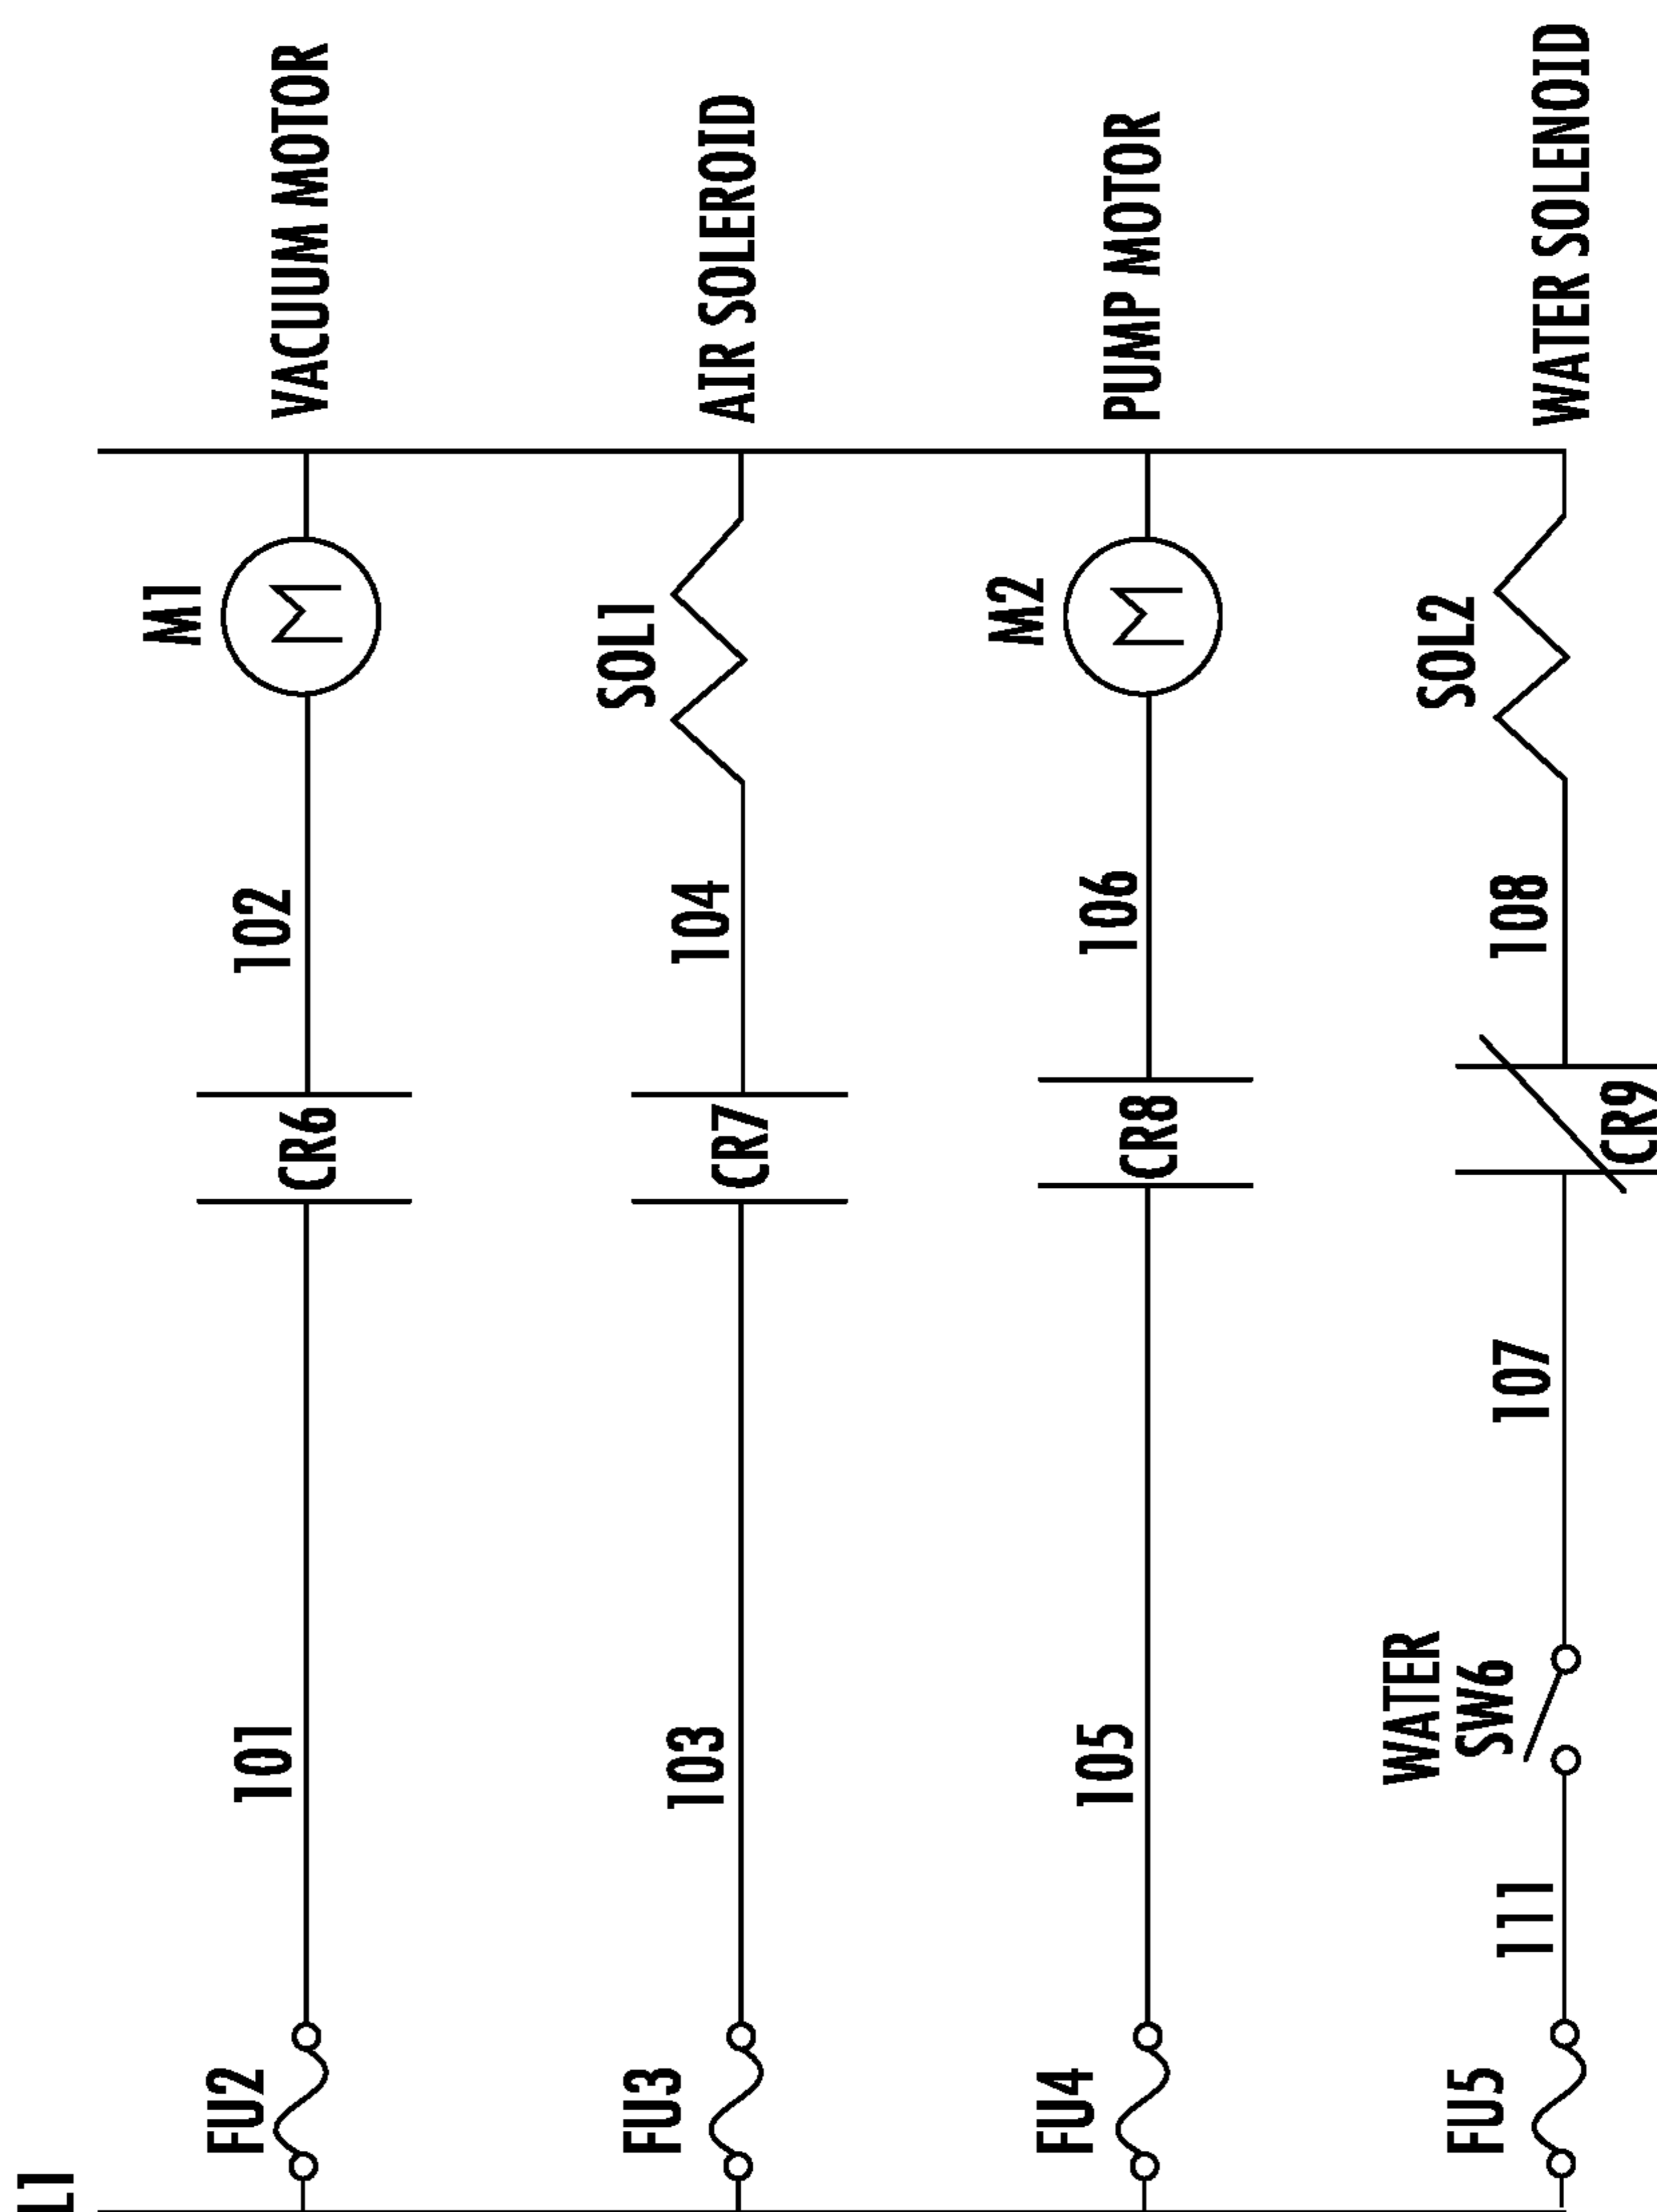 L1
FU2
101
CR6
102
M1
M
VACUUM MOTOR
FU3
103
CR7
104
SOL1
AIR SOLEROID
FU4
105
CR8
106
M2
M
PUMP MOTOR
FU5
111
WATER
SW6
107
CR9
108
SOL2
WATER SOLENOID